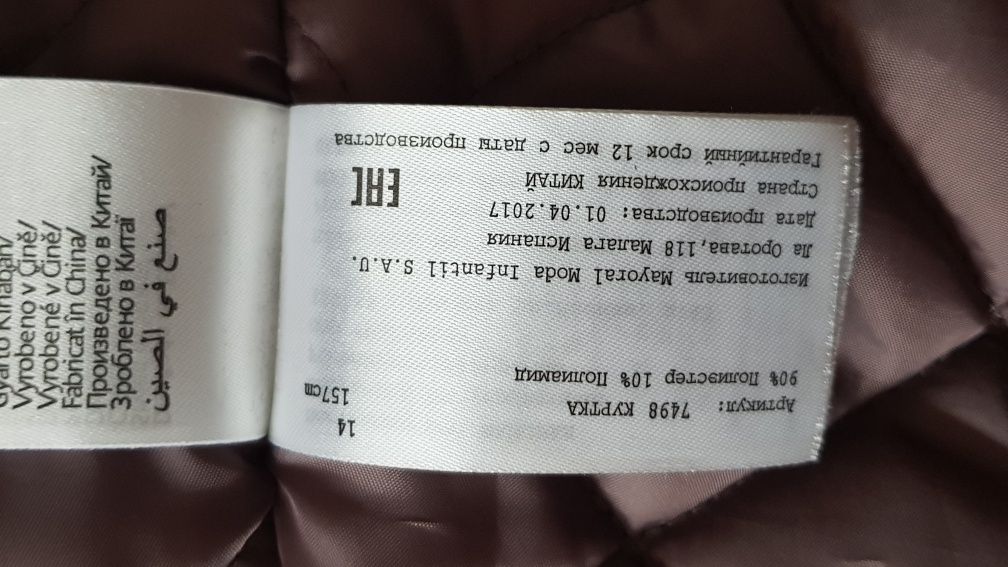 Vyrobeno v Číně/
Vyrobené v Číně/
Fabricat în China/
Произведено в Китай/
Зроблено в Китаї
صنع في الصين
14
Артикул: 7498 КУРТКА 157cm
90% Полиэстер 10% Полиамид
Изготовитель Mayoral Moda Infantil S.A.U.
Ла Оротава,118 Малага Испания
Дата производства: 01.04.2017
Страна происхождения КИТАЙ
EAC
Гарантийный срок 12 мес с даты производства